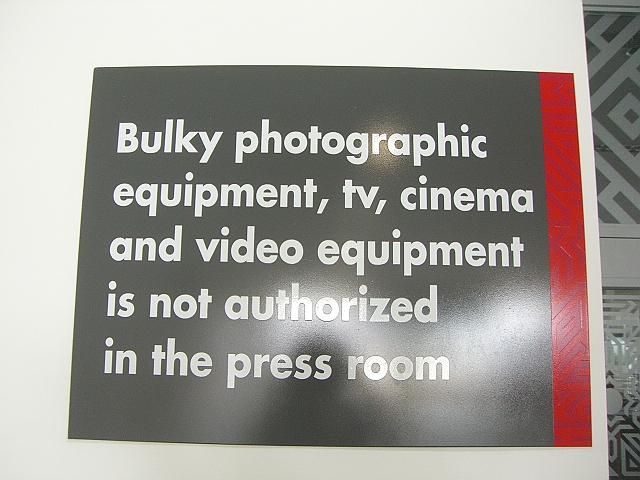 Bulky photographic
equipment, tv, cinema
and video equipment
is not authorized
in the press room